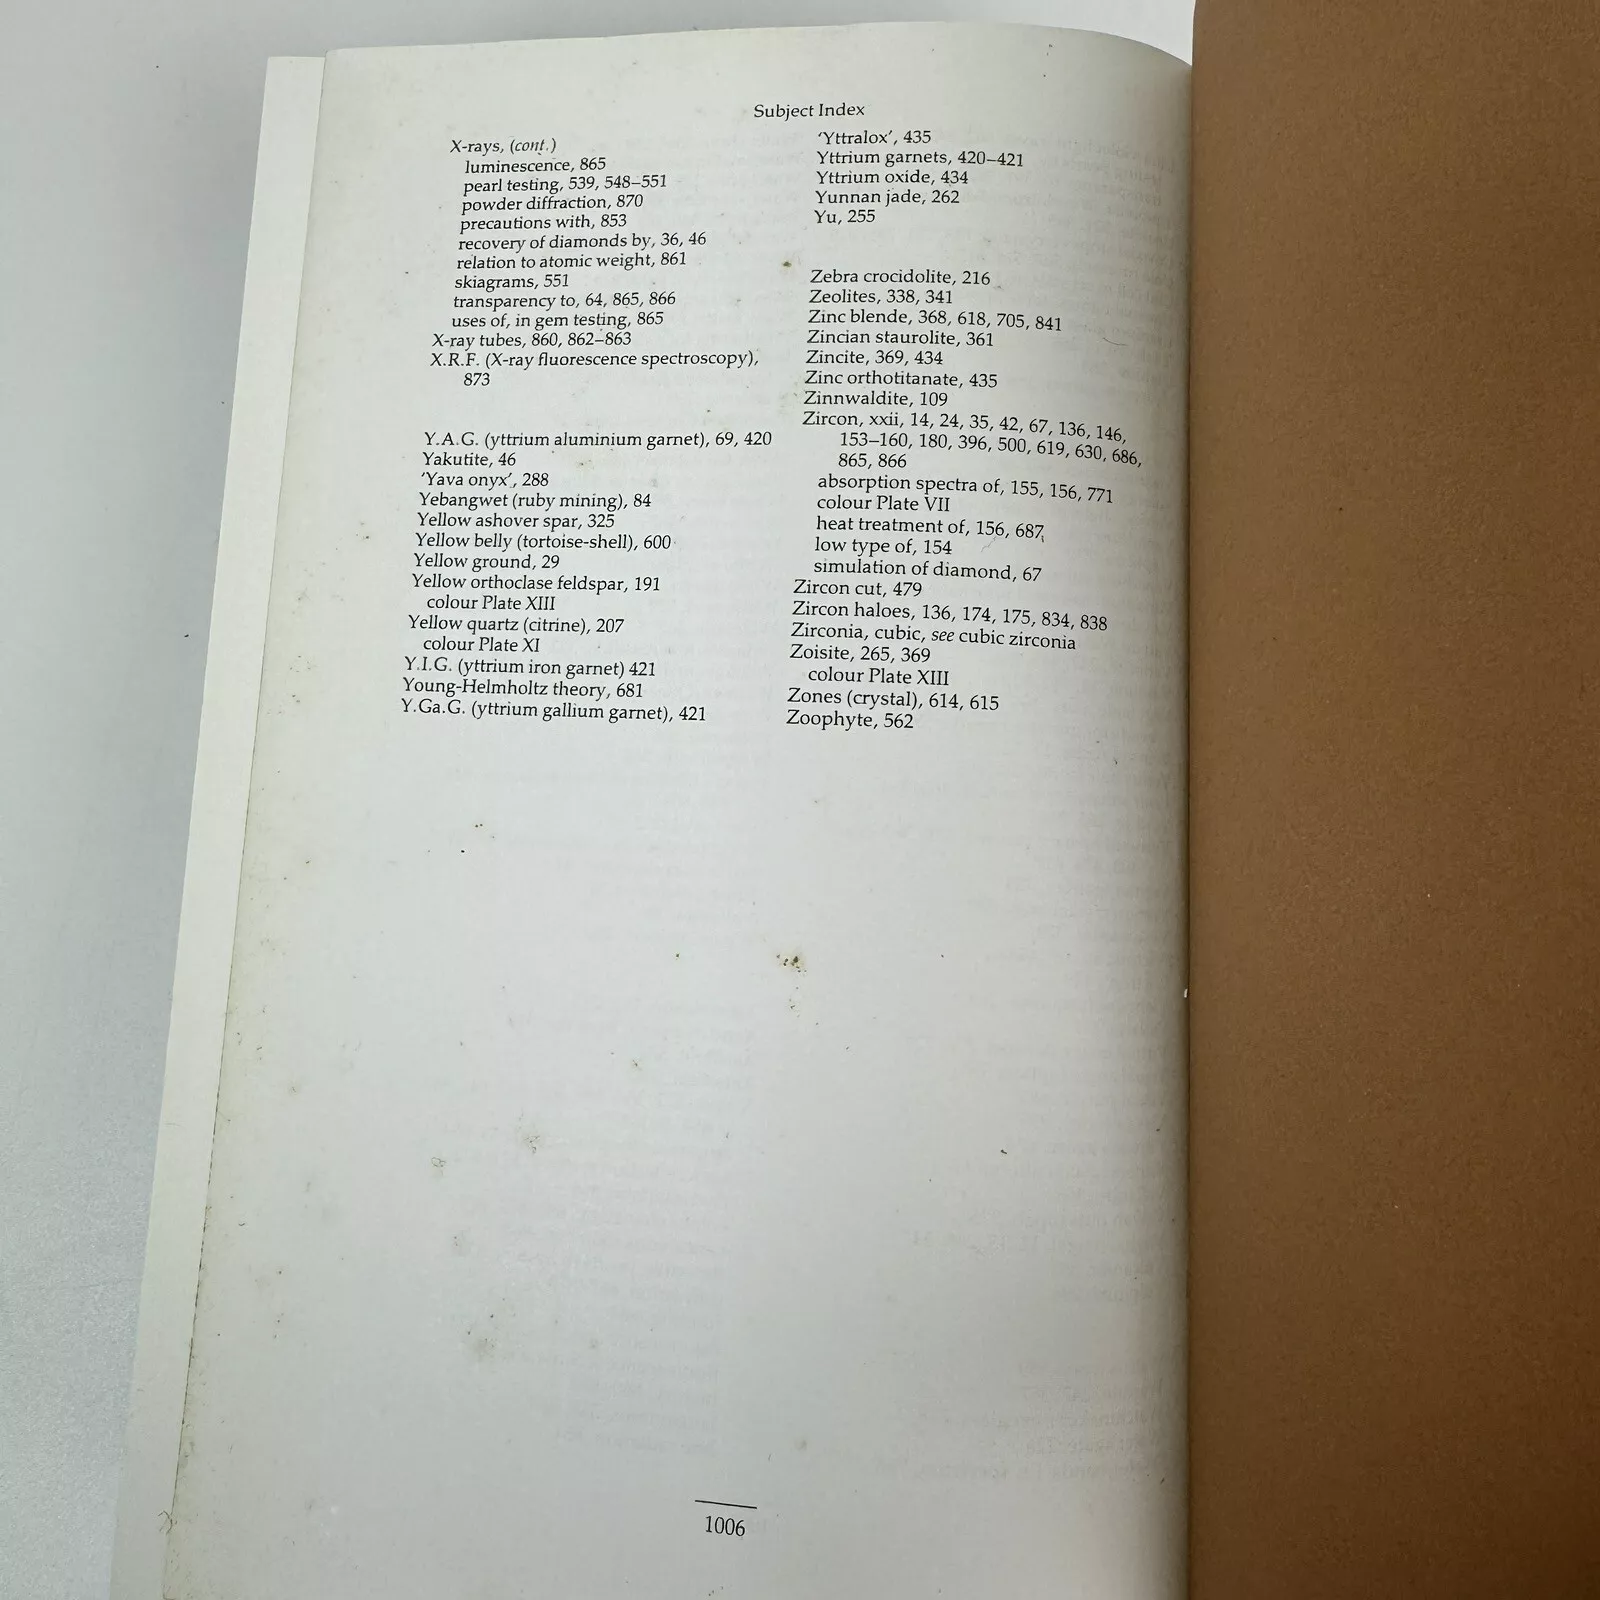 Subject Index
X-rays, (cont.)
luminescence, 865
pearl testing, 539, 548–551
powder diffraction, 870
precautions with, 853
recovery of diamonds by, 36, 46
relation to atomic weight, 861
skiagrams, 551
transparency to, 64, 865, 866
uses of, in gem testing, 865
X-ray tubes, 860, 862–863
X.R.F. (X-ray fluorescence spectroscopy),
873
Y.A.G. (yttrium aluminium garnet), 69, 420
Yakutite, 46
'Yava onyx', 288
Yebangwet (ruby mining), 84
Yellow ashover spar, 325
Yellow belly (tortoise-shell), 600
Yellow ground, 29
Yellow orthoclase feldspar, 191
colour Plate XIII
Yellow quartz (citrine), 207
colour Plate XI
Y.I.G. (yttrium iron garnet) 421
Young-Helmholtz theory, 681
Y.Ga.G. (yttrium gallium garnet), 421
'Yttralox', 435
Yttrium garnets, 420–421
Yttrium oxide, 434
Yunnan jade, 262
Yu, 255
Zebra crocidolite, 216
Zeolites, 338, 341
Zinc blende, 368, 618, 705, 841
Zincian staurolite, 361
Zincite, 369, 434
Zinc orthotitanate, 435
Zinnwaldite, 109
Zircon, xxii, 14, 24, 35, 42, 67, 136, 146,
153–160, 180, 396, 500, 619, 630, 686,
865, 866
absorption spectra of, 155, 156, 771
colour Plate VII
heat treatment of, 156, 687
low type of, 154
simulation of diamond, 67
Zircon cut, 479
Zircon haloes, 136, 174, 175, 834, 838
Zirconia, cubic, see cubic zirconia
Zoisite, 265, 369
colour Plate XIII
Zones (crystal), 614, 615
Zoophyte, 562
1006